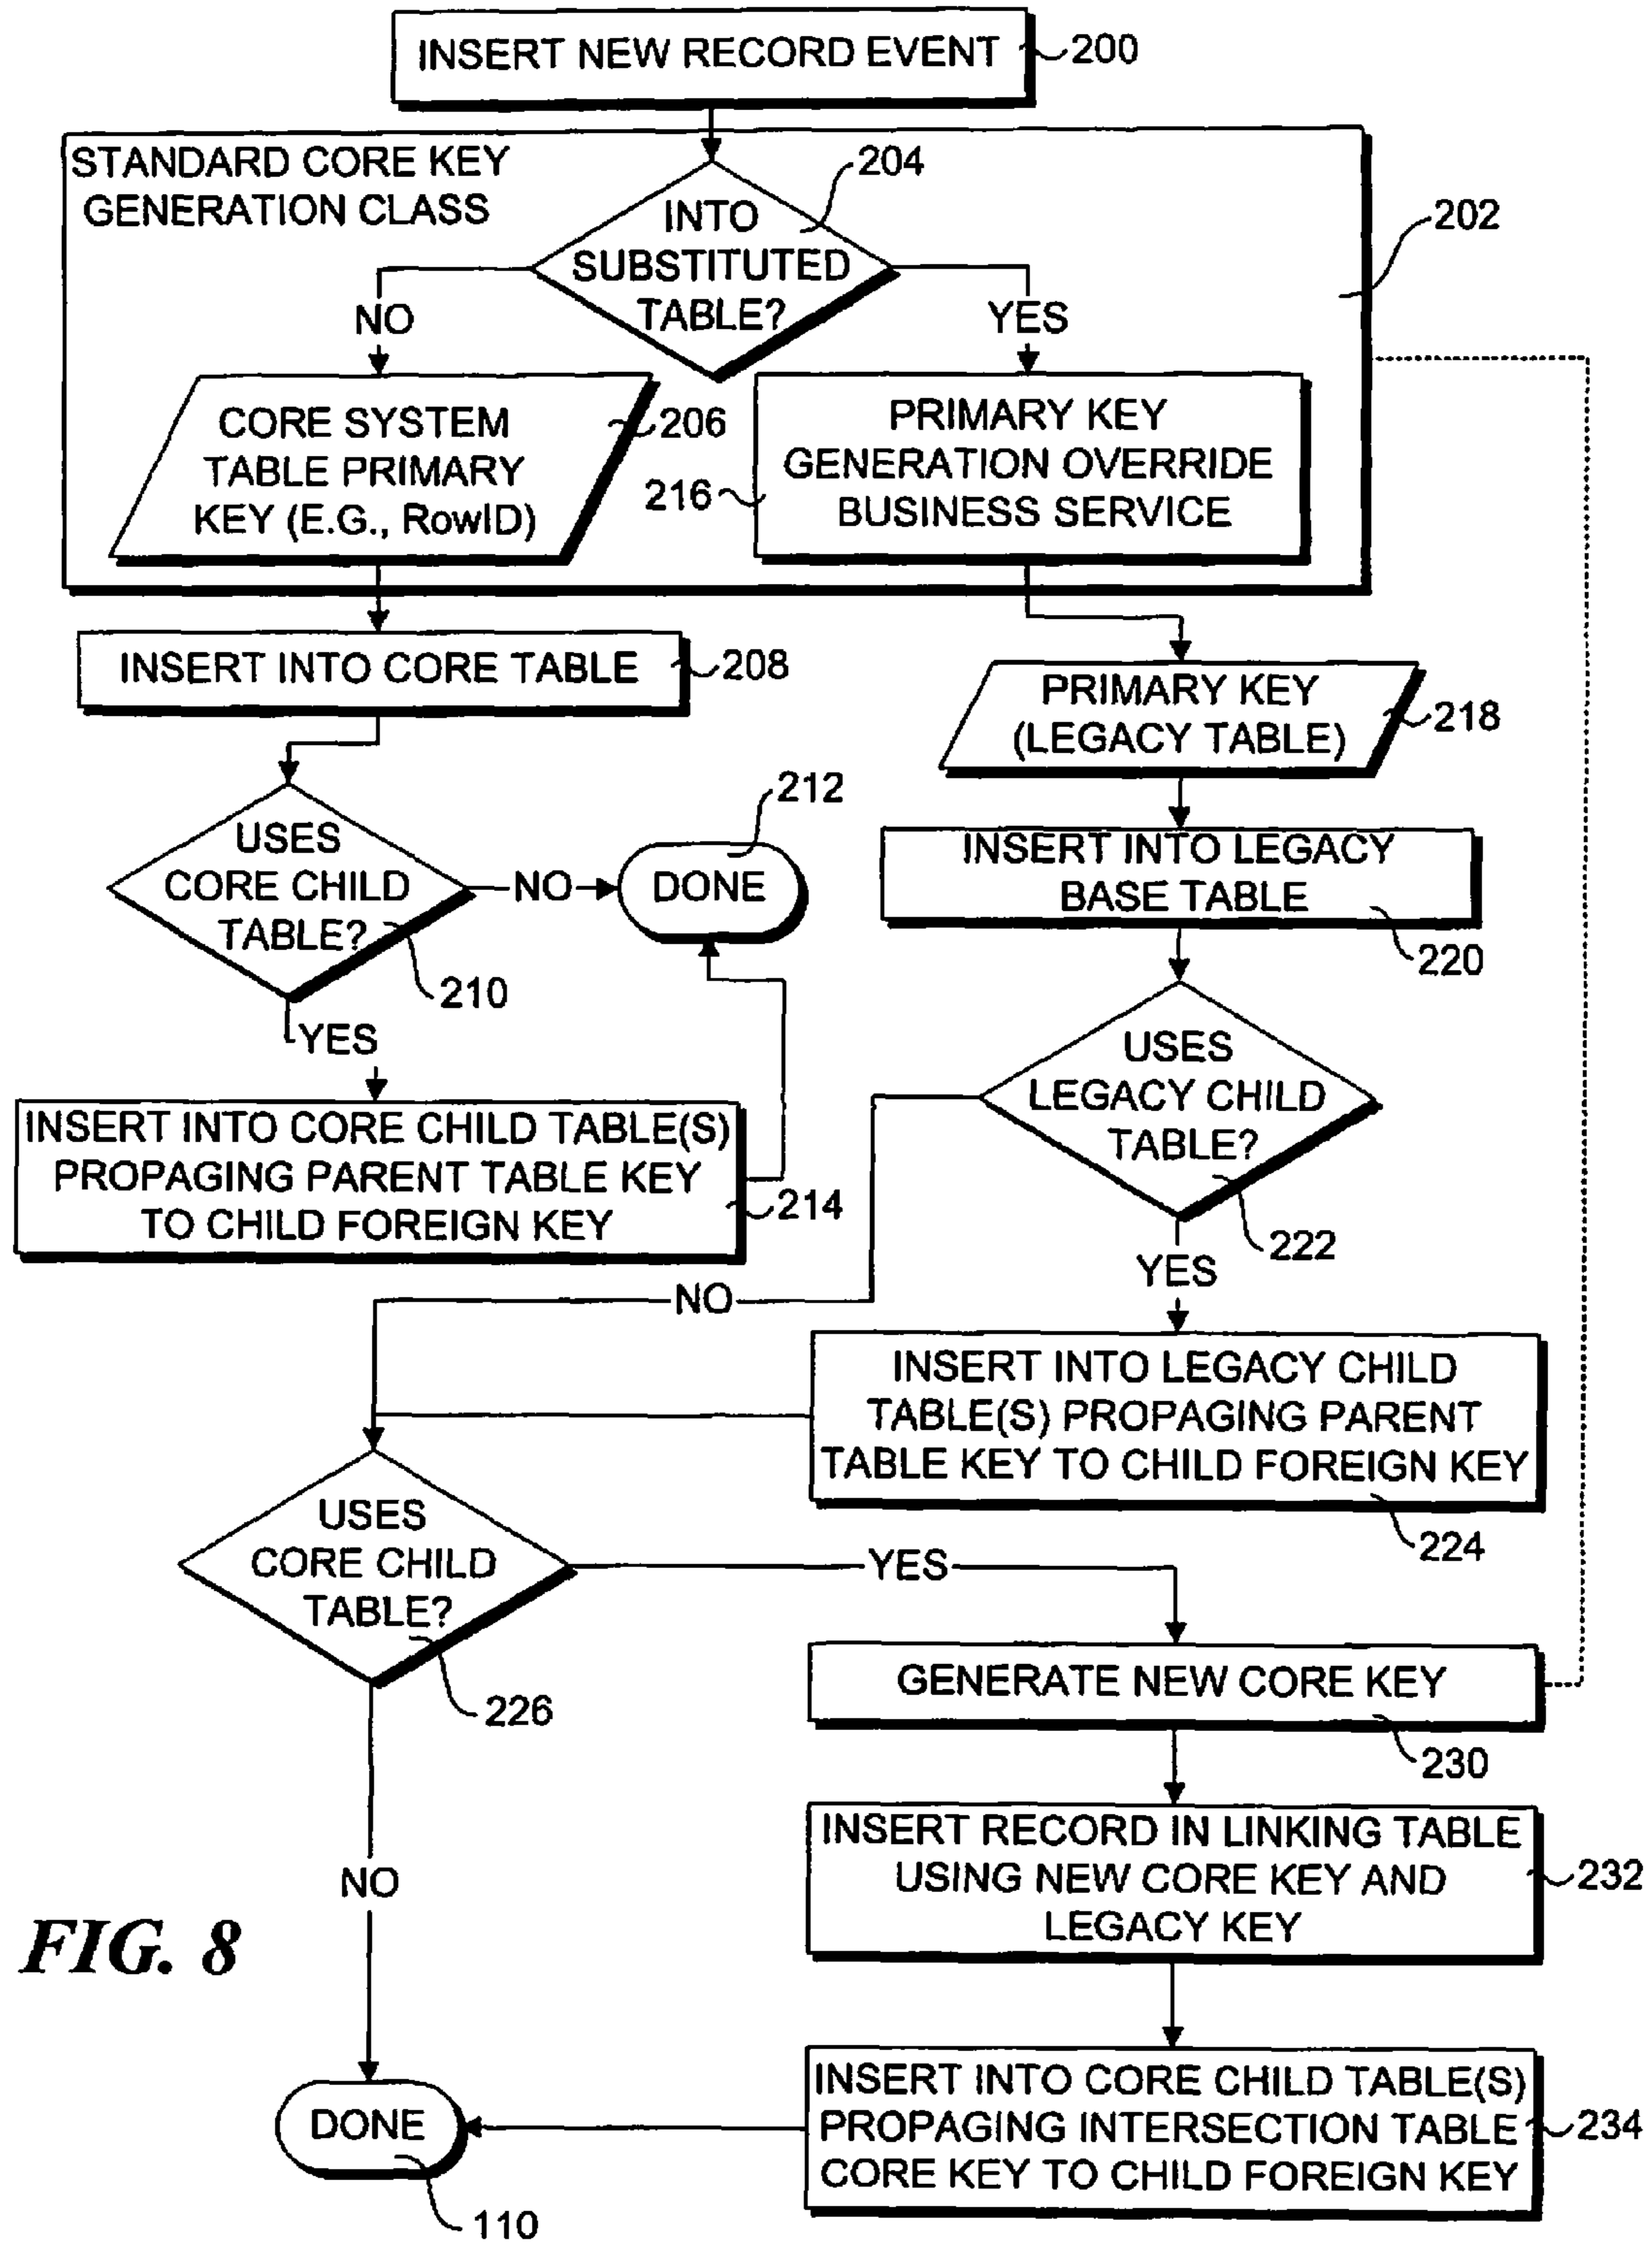 INSERT NEW RECORD EVENT
200
STANDARD CORE KEY
GENERATION CLASS
204
202
INTO
SUBSTITUTED
TABLE?
NO
YES
CORE SYSTEM
TABLE PRIMARY
KEY (E.G., RowID)
206
PRIMARY KEY
GENERATION OVERRIDE
BUSINESS SERVICE
216
INSERT INTO CORE TABLE
208
PRIMARY KEY
(LEGACY TABLE)
218
USES
CORE CHILD
TABLE?
210
NO
DONE
212
INSERT INTO LEGACY
BASE TABLE
220
YES
INSERT INTO CORE CHILD TABLE(S)
PROPAGING PARENT TABLE KEY
TO CHILD FOREIGN KEY
214
USES
LEGACY CHILD
TABLE?
222
YES
NO
INSERT INTO LEGACY CHILD
TABLE(S) PROPAGING PARENT
TABLE KEY TO CHILD FOREIGN KEY
224
USES
CORE CHILD
TABLE?
226
YES
GENERATE NEW CORE KEY
230
INSERT RECORD IN LINKING TABLE
USING NEW CORE KEY AND
LEGACY KEY
232
NO
FIG. 8
INSERT INTO CORE CHILD TABLE(S)
PROPAGING INTERSECTION TABLE
CORE KEY TO CHILD FOREIGN KEY
234
DONE
110